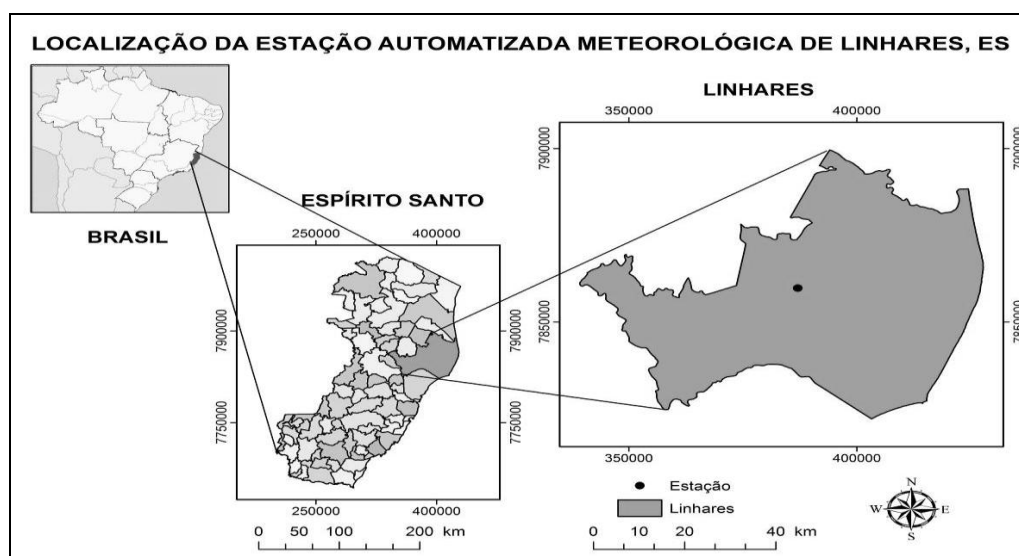 LOCALIZAÇÃO DA ESTAÇÃO AUTOMATIZADA METEOROLÓGICA DE LINHARES, ES
BRASIL
ESPÍRITO SANTO
250000 400000
7900000 7900000
7750000 7750000
250000 400000
0 50 100 200 km
LINHARES
350000 400000
7900000 7900000
7850000 7850000
350000 400000
Estação
Linhares
0 10 20 40 km
N
W E
S